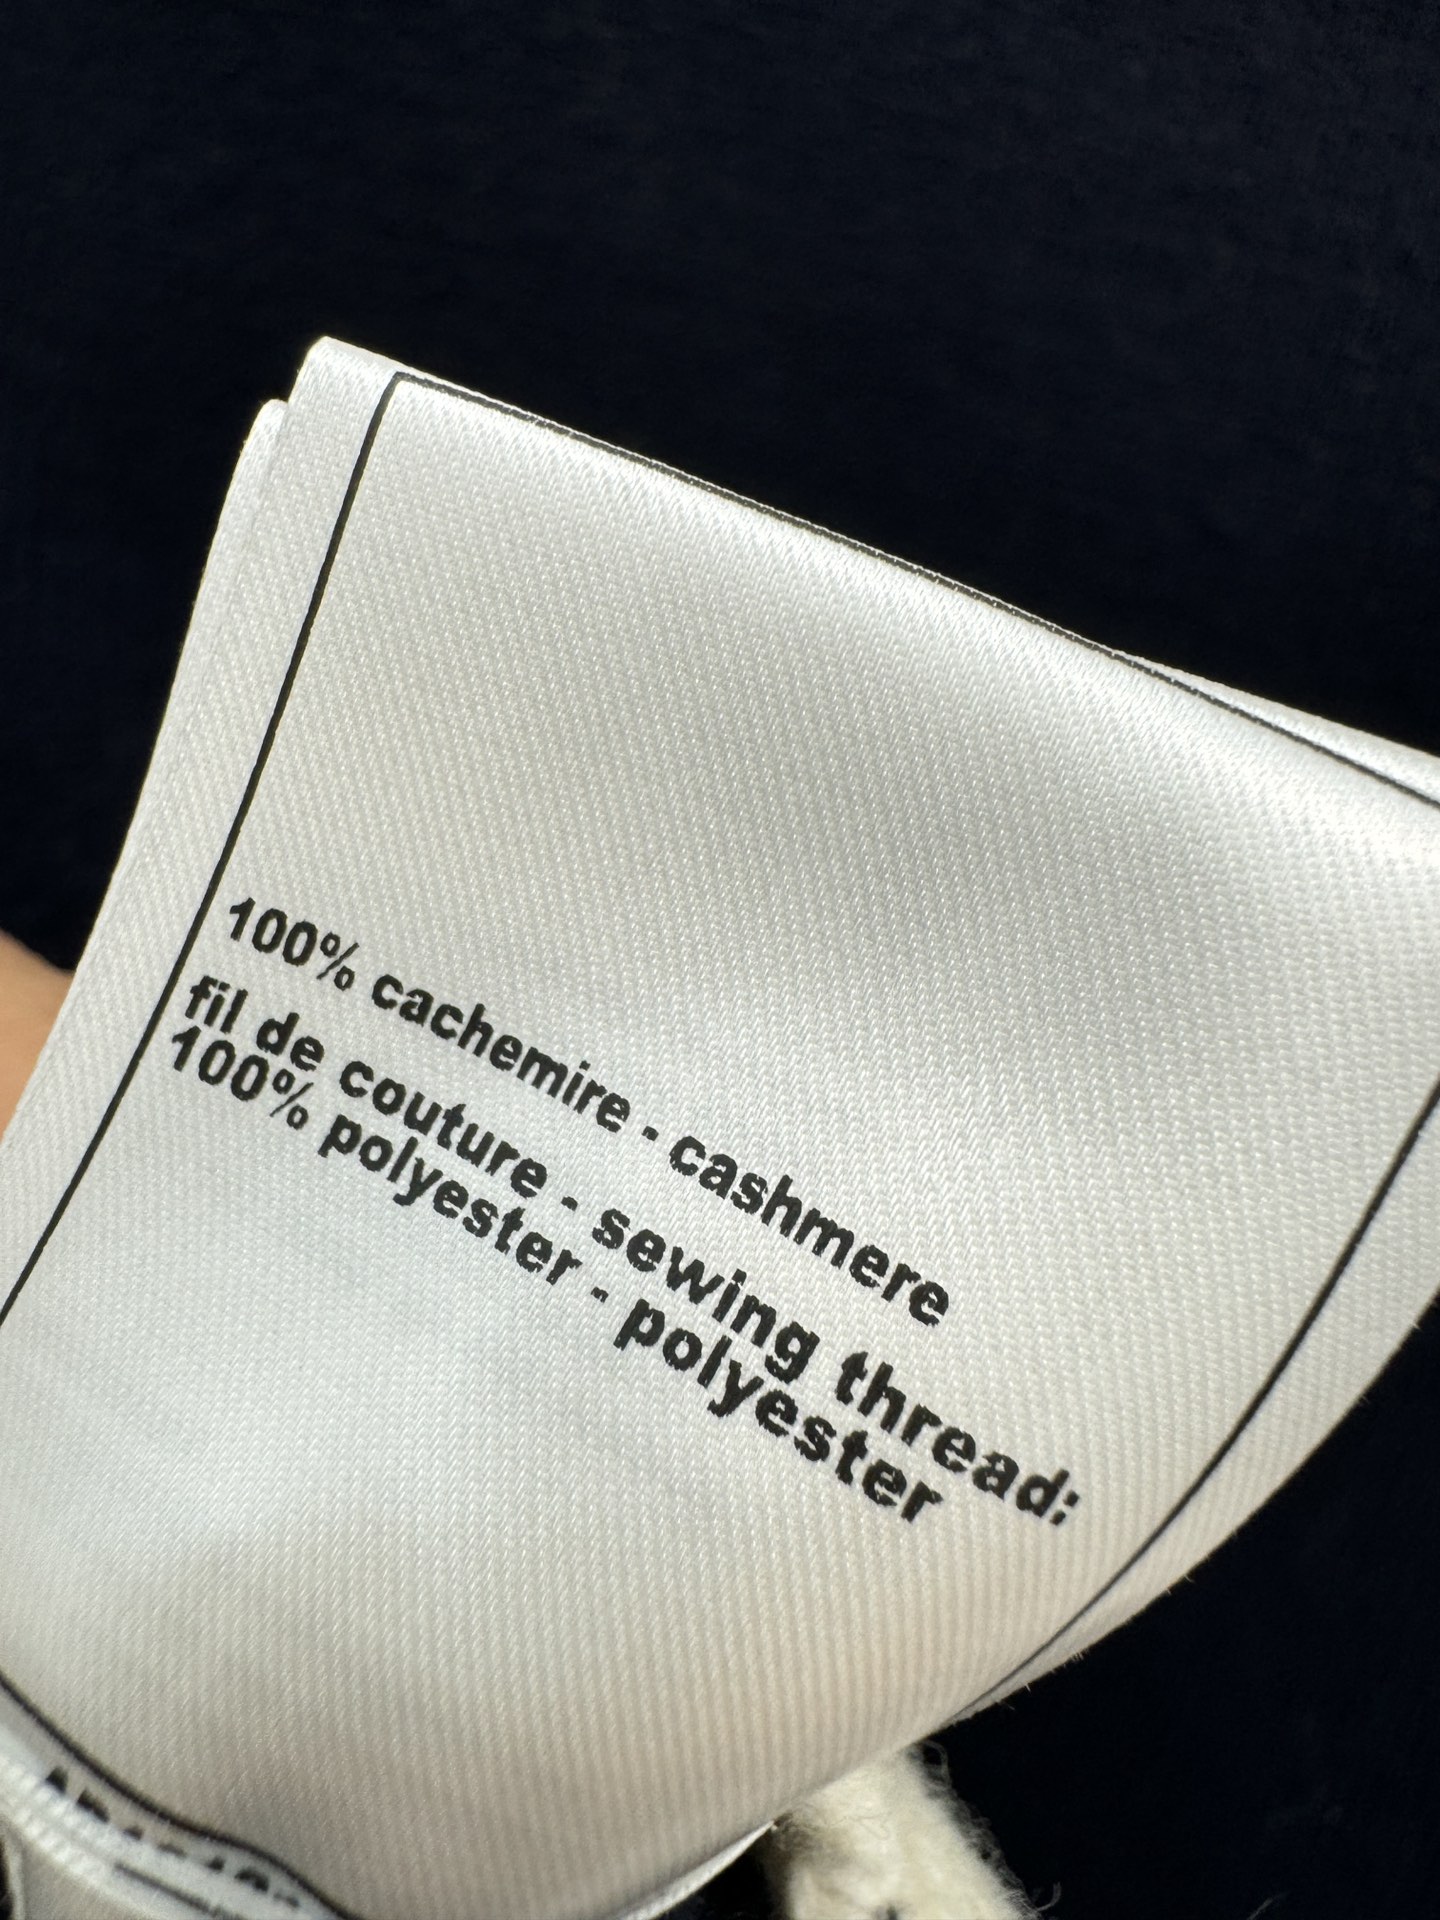 100% cachemire - cashmere
fil de couture - sewing thread:
100% polyester - polyester